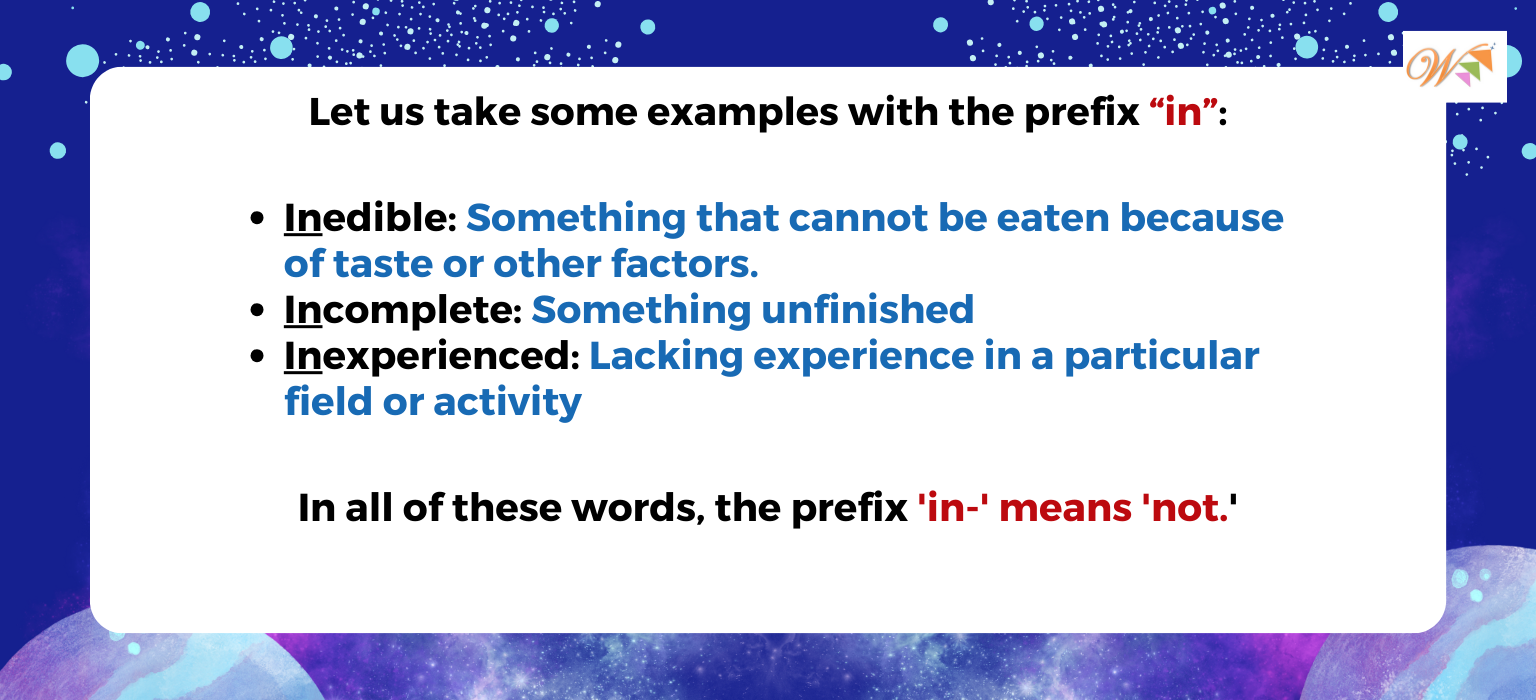 Let us take some examples with the prefix “in”:
• Inedible: Something that cannot be eaten because
of taste or other factors.
• Incomplete: Something unfinished
• Inexperienced: Lacking experience in a particular
field or activity
In all of these words, the prefix 'in-' means 'not.'
W